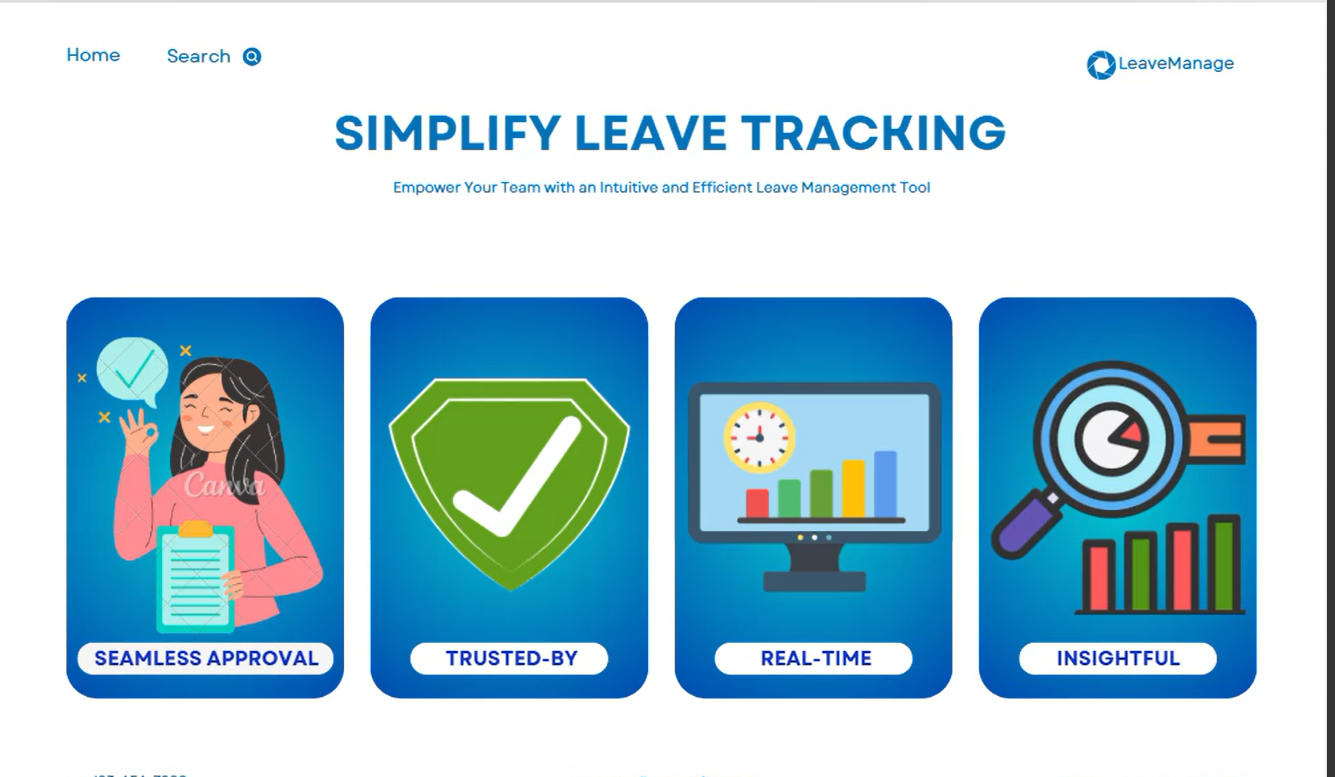 Home
Search
LeaveManage
SIMPLIFY LEAVE TRACKING
Empower Your Team with an Intuitive and Efficient Leave Management Tool
Canva
SEAMLESS APPROVAL
TRUSTED-BY
REAL-TIME
INSIGHTFUL